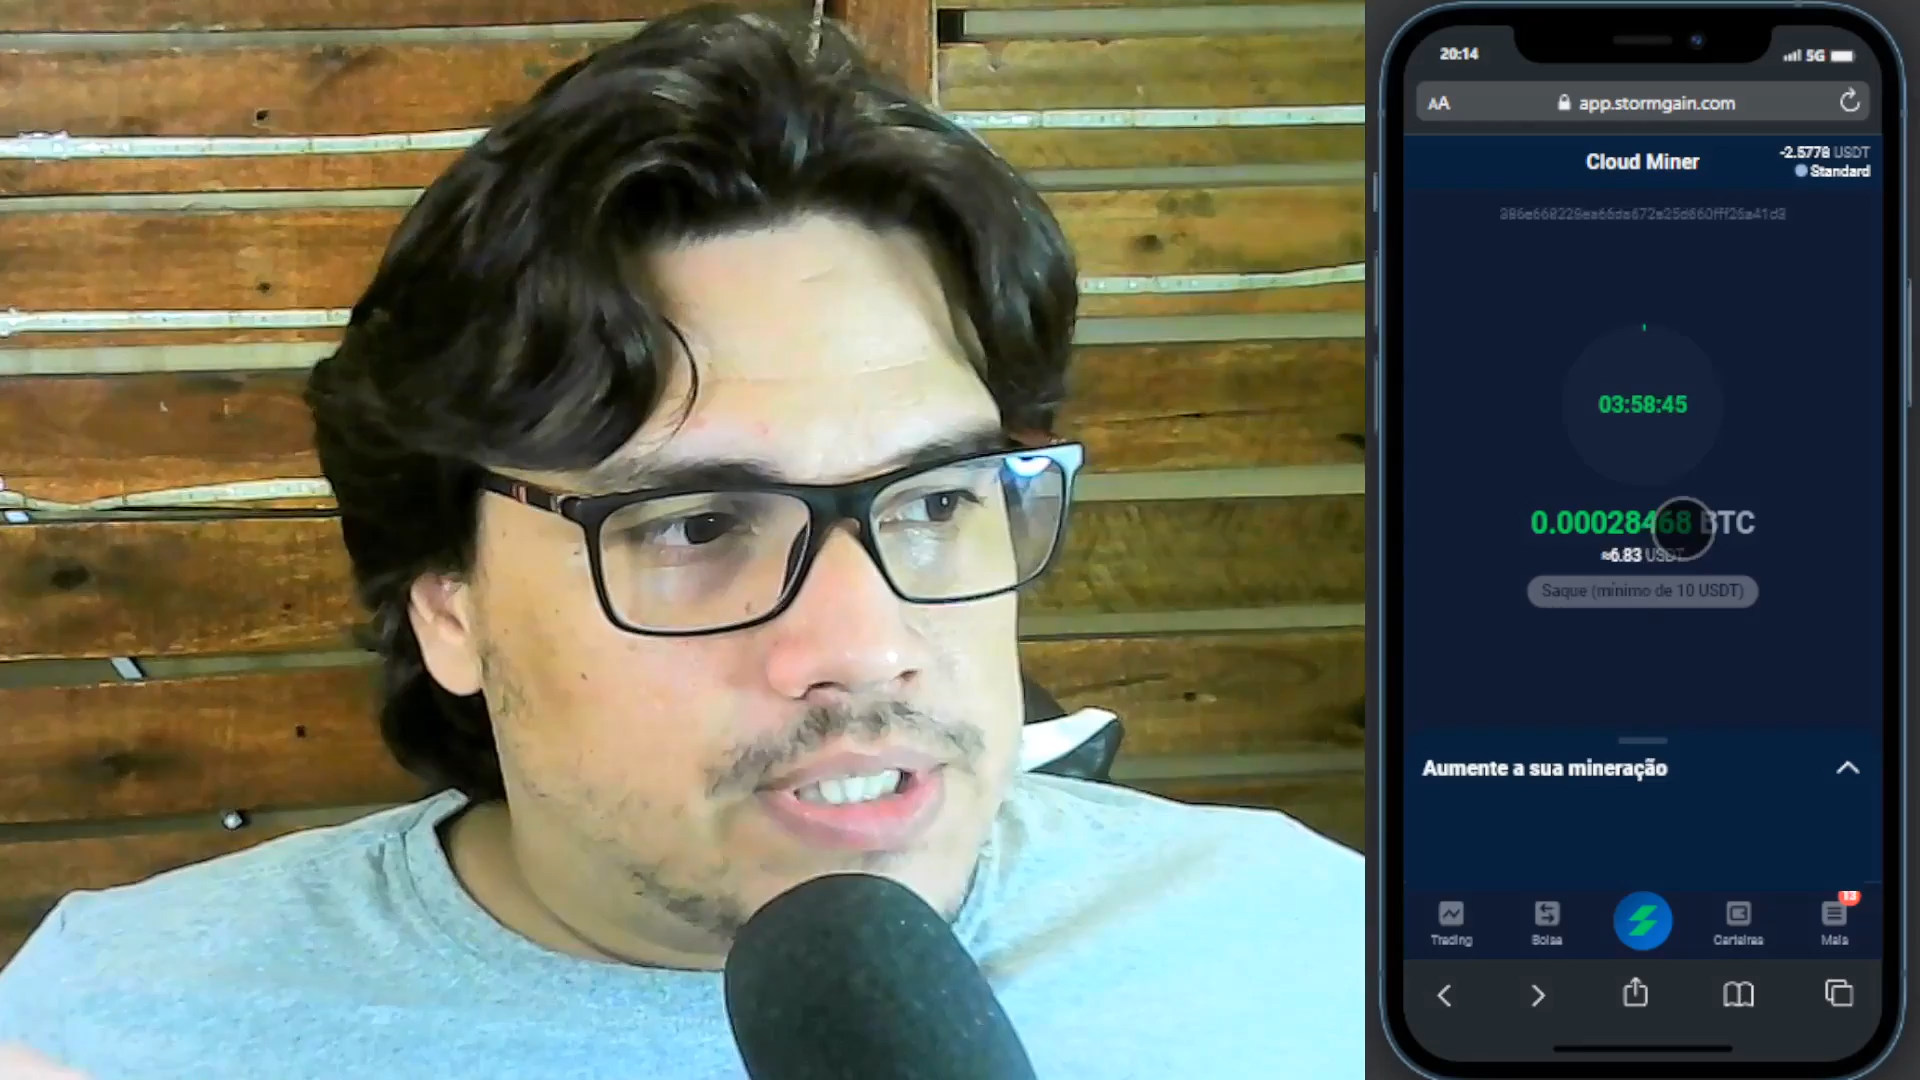 20:14
5G
AA
app.stormgain.com
Cloud Miner
-2.5778 USDT
Standard
03:58:45
0.00028468 BTC
≈6.83 USDT
Saque (mínimo de 10 USDT)
Aumente a sua mineração
13
Trading
Bolsa
Carteiras
Mais